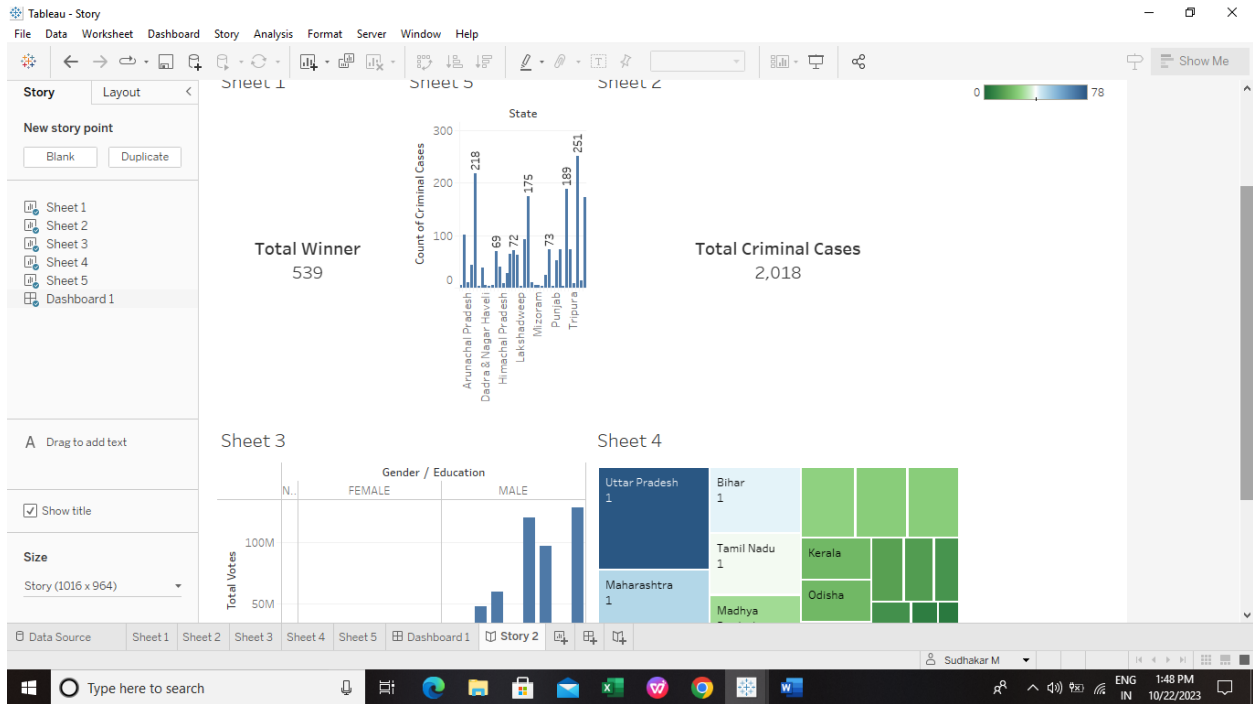 Tableau - Story
File Data Worksheet Dashboard Story Analysis Format Server Window Help
Show Me
Story Layout
New story point
Blank Duplicate
Sheet 1
Sheet 2
Sheet 3
Sheet 4
Sheet 5
Dashboard 1
A Drag to add text
Show title
Size
Story (1016 x 964)
Sheet 1 Sheet 5 Sheet 2
0 78
State
Count of Criminal Cases
300
200
100
0
218
69
72
175
73
189
251
Arunachal Pradesh
Dadra & Nagar Haveli
Himachal Pradesh
Lakshadweep
Mizoram
Punjab
Tripura
Total Winner
539
Total Criminal Cases
2,018
Sheet 3
Gender / Education
N.. FEMALE MALE
Total Votes
100M
50M
Sheet 4
Uttar Pradesh
1
Maharashtra
1
Bihar
1
Tamil Nadu
1
Madhya
Kerala
Odisha
Data Source Sheet 1 Sheet 2 Sheet 3 Sheet 4 Sheet 5 Dashboard 1 Story 2
Sudhakar M
Type here to search
ENG
IN
1:48 PM
10/22/2023